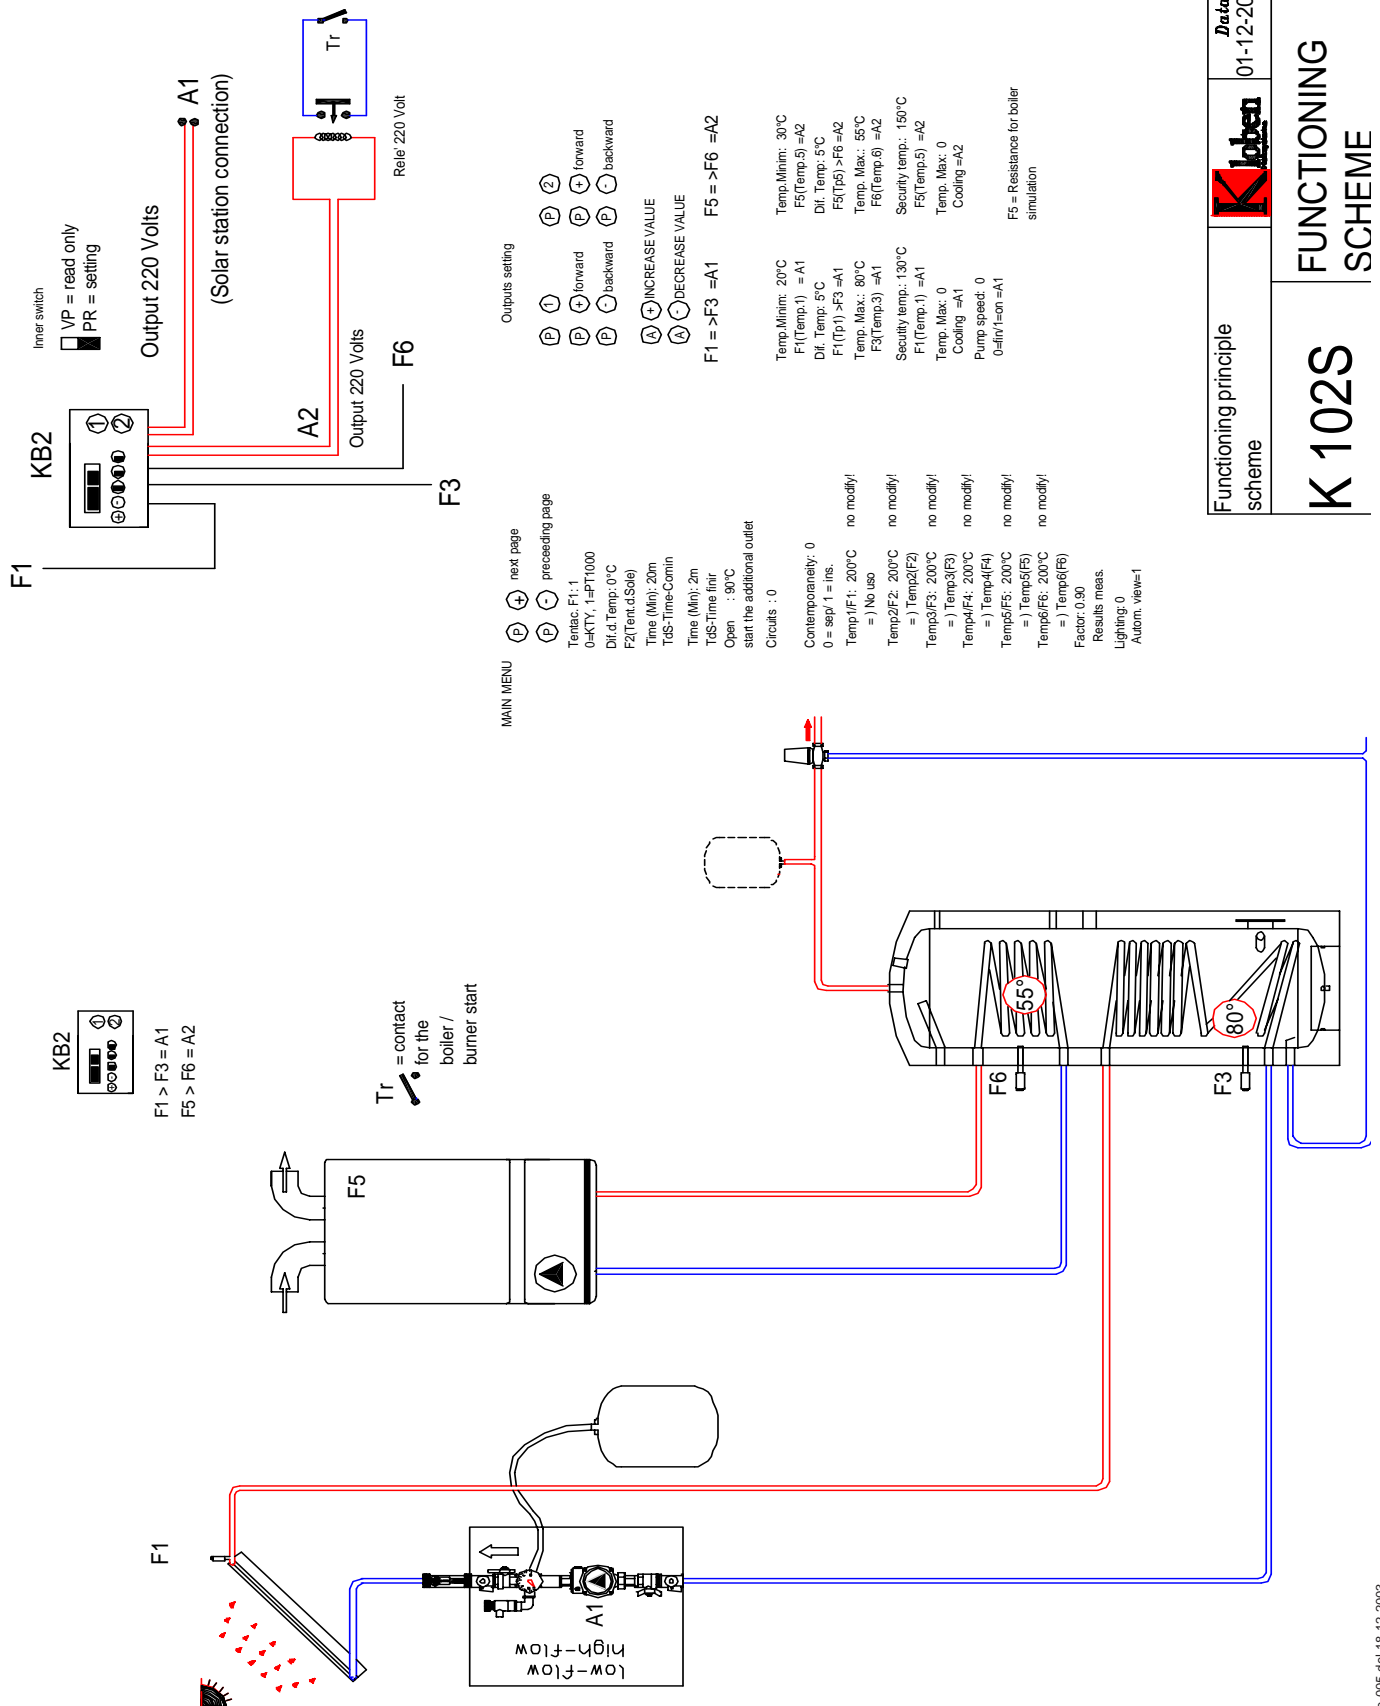 F1
KB2
Inner switch
VP = read only
PR = setting
Output 220 Volts
A1
(Solar station connection)
1
2
A2
Output 220 Volts
F6
F3
Tr
Rele' 220 Volt
MAIN MENU
P + next page
P - preceeding page
Tentac. F1: 1
0=KTY, 1=PT1000
Dif.d.Temp: 0°C
F2(Tent.d.Sole)
Time (Min): 20m
TdS-Time-Comin
Time (Min): 2m
TdS-Time finir
Open : 90°C
start the additional outlet
Circuits : 0
Contemporaneity: 0
0 = sep/ 1 = ins.
Temp1/F1: 200°C no modify!
= ) No uso
Temp2/F2: 200°C no modify!
= ) Temp2(F2)
Temp3/F3: 200°C no modify!
= ) Temp3(F3)
Temp4/F4: 200°C no modify!
= ) Temp4(F4)
Temp5/F5: 200°C no modify!
= ) Temp5(F5)
Temp6/F6: 200°C no modify!
= ) Temp6(F6)
Factor: 0.90
Results meas.
Lighting: 0
Autom. view=1
Outputs setting
P 1
P + forward
P - backward
A + INCREASE VALUE
A - DECREASE VALUE
F1 = >F3 =A1
Temp.Minim: 20°C
F1(Temp.1) = A1
Dif. Temp: 5°C
F1(Tp1) >F3 =A1
Temp. Max.: 80°C
F3(Temp.3) =A1
Secutity temp.: 130°C
F1(Temp.1) =A1
Temp. Max: 0
Cooling =A1
Pump speed: 0
0=fin/1=on =A1
P 2
P + forward
P - backward
F5 = >F6 =A2
Temp.Minim: 30°C
F5(Temp.5) =A2
Dif. Temp: 5°C
F5(Tp5) >F6 =A2
Temp. Max.: 55°C
F6(Temp.6) =A2
Security temp.: 150°C
F5(Temp.5) =A2
Temp. Max: 0
Cooling =A2
F5 = Resistance for boiler
simulation
KB2
1
2
F1 > F3 = A1
F5 > F6 = A2
Tr
= contact
for the
boiler /
burner start
F5
F6
F3
55°
80°
F1
A1
low-flow
high-flow
Functioning principle
scheme
Kloben
Data
01-12-20
K 102S
FUNCTIONING
SCHEME
005 del 18-12-2003